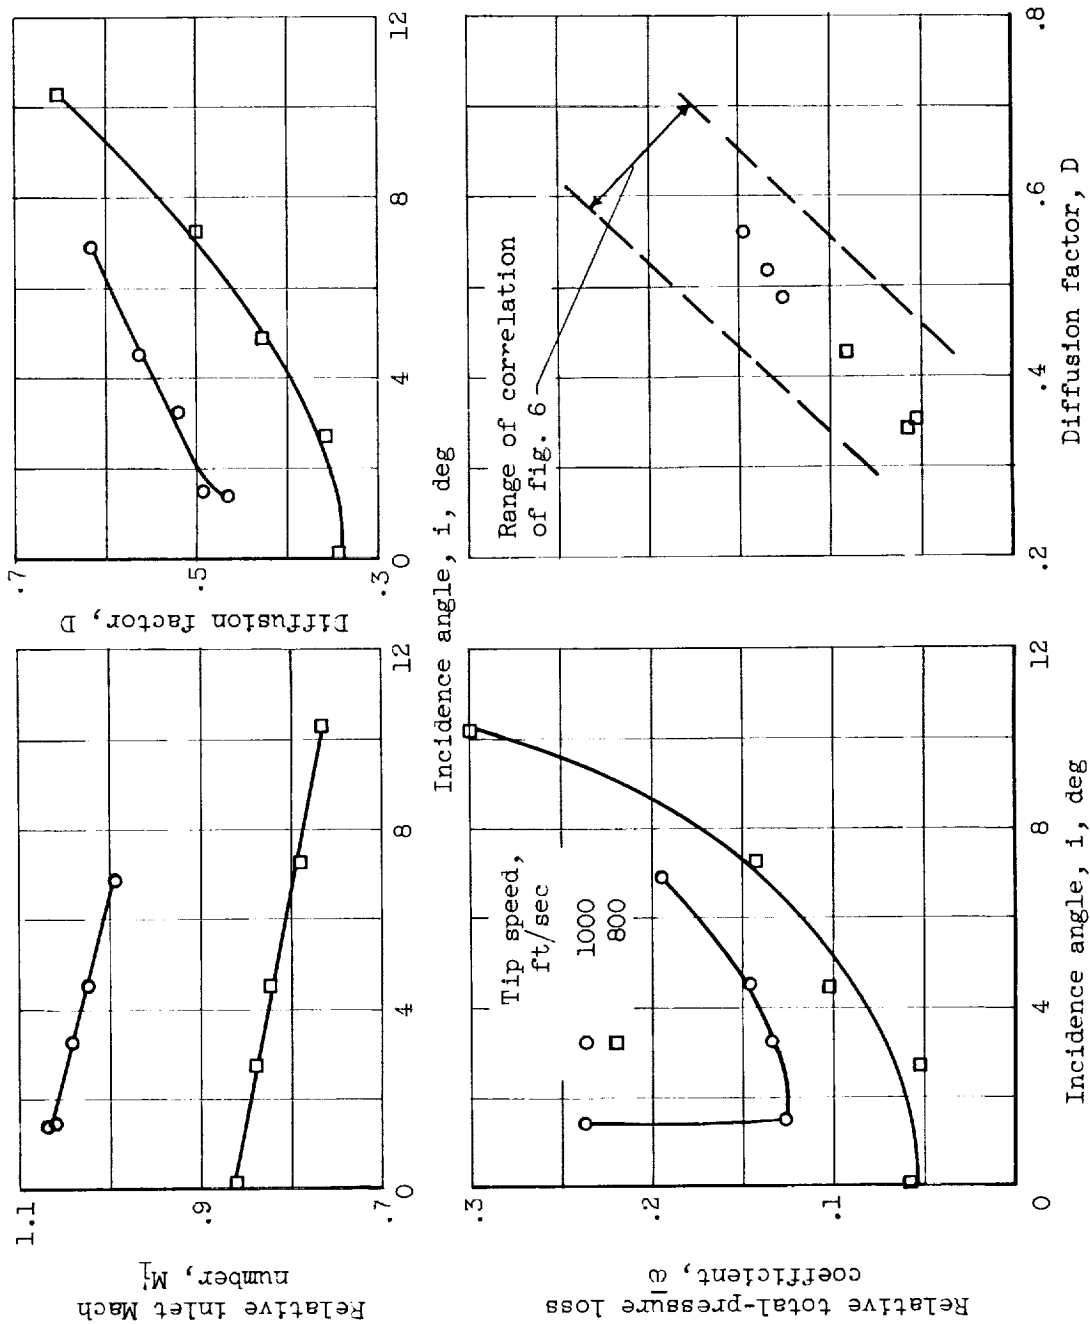 1.1
.9
.7
0
4
8
12
Relative inlet Mach
number, M'i
.7
.5
.3
0
4
8
12
Diffusion factor, D
Incidence angle, i, deg
.3
.2
.1
0
4
8
12
Relative total-pressure loss
coefficient, ω̅
Incidence angle, i, deg
Tip speed,
ft/sec
1000
800
Range of correlation
of fig. 6
.2
.4
.6
.8
Diffusion factor, D